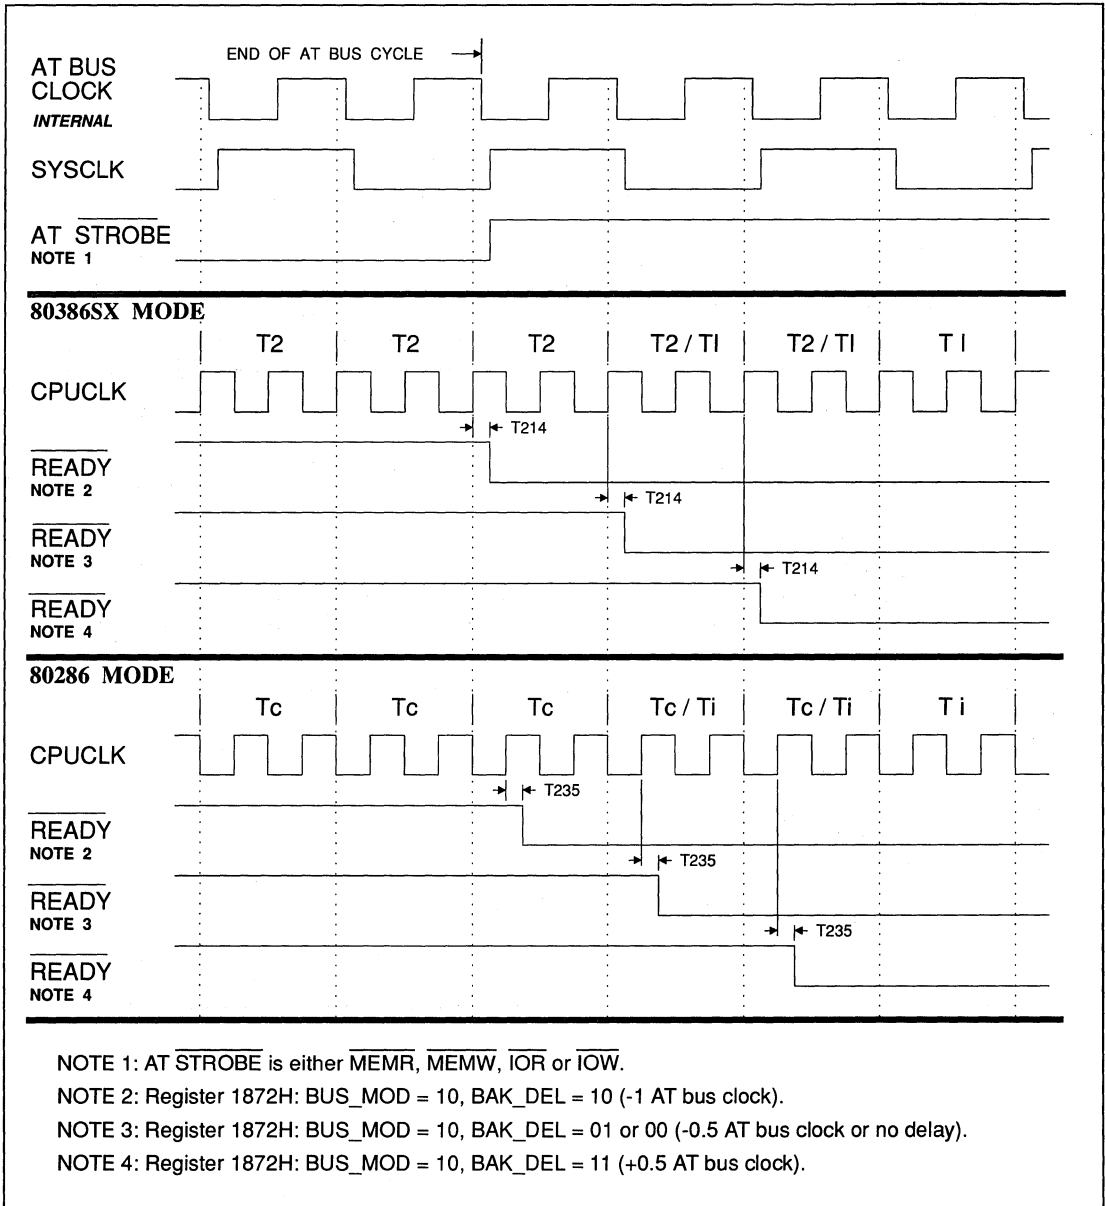 END OF AT BUS CYCLE
AT BUS
CLOCK
INTERNAL
SYSCLK
AT STROBE
NOTE 1
80386SX MODE
T2 T2 T2 T2 / TI T2 / TI T I
CPUCLK
T214
READY
NOTE 2
T214
READY
NOTE 3
T214
READY
NOTE 4
80286 MODE
Tc Tc Tc Tc / Ti Tc / Ti T i
CPUCLK
T235
READY
NOTE 2
T235
READY
NOTE 3
T235
READY
NOTE 4
NOTE 1: AT STROBE is either MEMR, MEMW, IOR or IOW.
NOTE 2: Register 1872H: BUS_MOD = 10, BAK_DEL = 10 (-1 AT bus clock).
NOTE 3: Register 1872H: BUS_MOD = 10, BAK_DEL = 01 or 00 (-0.5 AT bus clock or no delay).
NOTE 4: Register 1872H: BUS_MOD = 10, BAK_DEL = 11 (+0.5 AT bus clock).